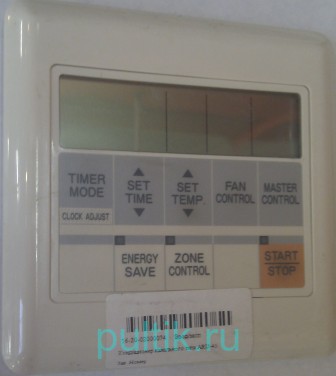 TIMER
MODE
SET
TIME
SET
TEMP.
FAN
CONTROL
MASTER
CONTROL
CLOCK ADJUST
ENERGY
SAVE
ZONE
CONTROL
START
STOP
pultik.ru